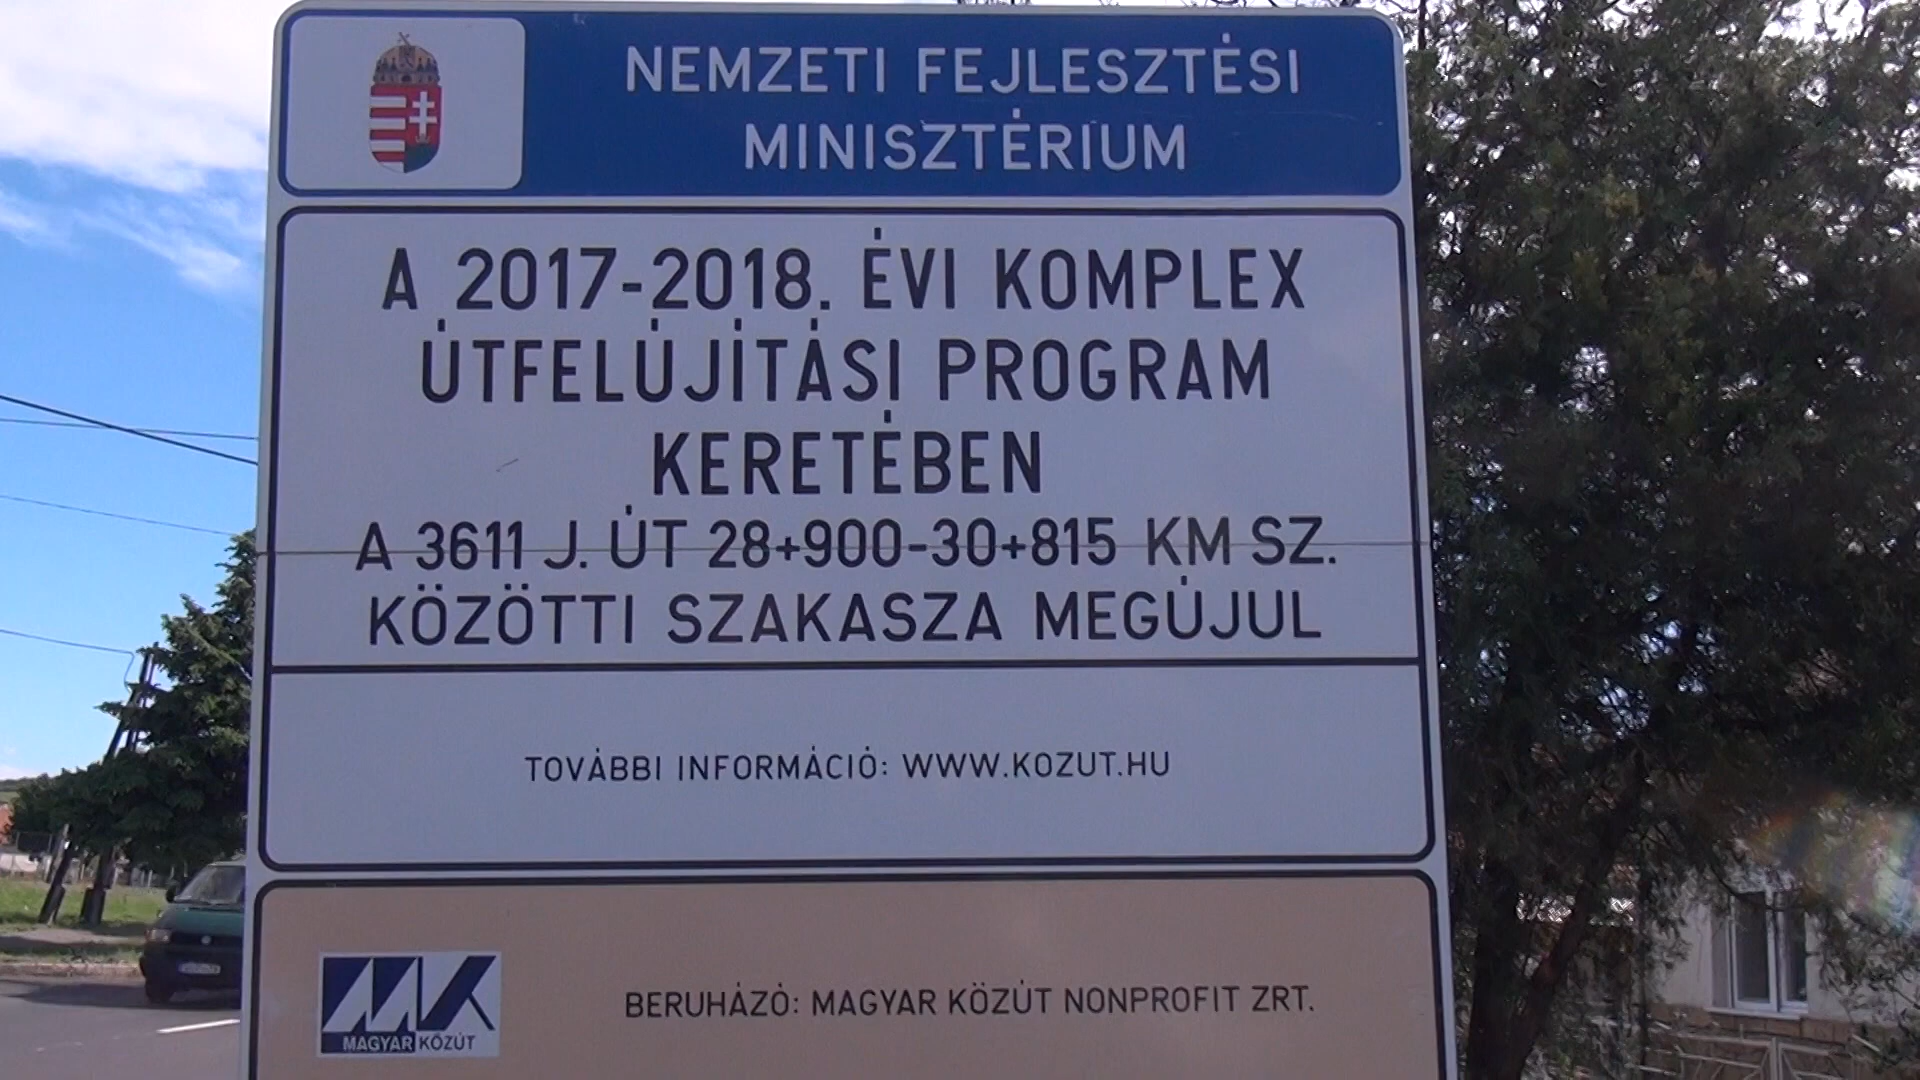 NEMZETI FEJLESZTÉSI
MINISZTÉRIUM
A 2017-2018. ÉVI KOMPLEX
ÚTFELÚJÍTÁSI PROGRAM
KERETÉBEN
A 3611 J. ÚT 28+900-30+815 KM SZ.
KÖZÖTTI SZAKASZA MEGÚJUL
TOVÁBBI INFORMÁCIÓ: WWW.KOZUT.HU
MAGYAR KÖZÚT
BERUHÁZÓ: MAGYAR KÖZÚT NONPROFIT ZRT.